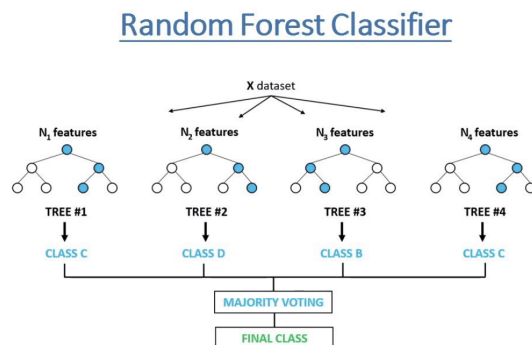 Random Forest Classifier
X dataset
N₁ features N₂ features N₃ features N₄ features
TREE #1 TREE #2 TREE #3 TREE #4
CLASS C CLASS D CLASS B CLASS C
MAJORITY VOTING
FINAL CLASS